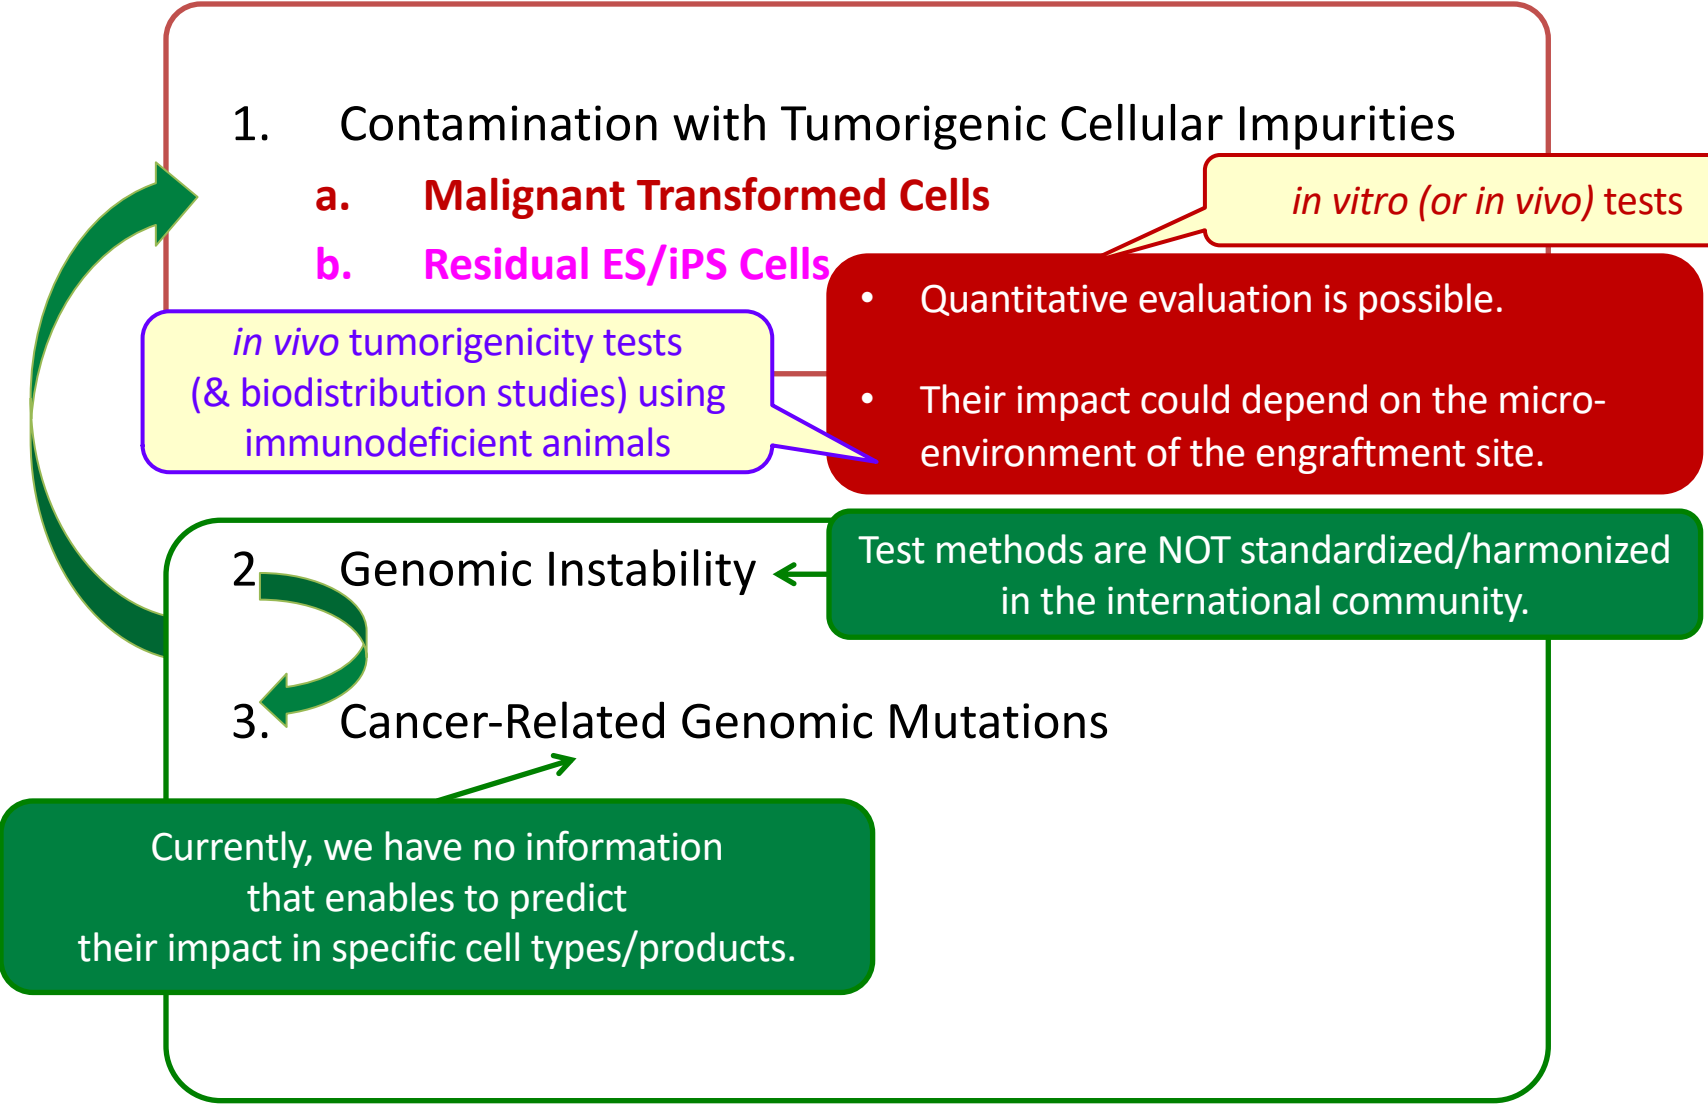 1. Contamination with Tumorigenic Cellular Impurities
a. Malignant Transformed Cells
in vitro (or in vivo) tests
b. Residual ES/iPS Cells
• Quantitative evaluation is possible.
• Their impact could depend on the micro-
environment of the engraftment site.
in vivo tumorigenicity tests
(& biodistribution studies) using
immunodeficient animals
2 Genomic Instability
Test methods are NOT standardized/harmonized
in the international community.
3. Cancer-Related Genomic Mutations
Currently, we have no information
that enables to predict
their impact in specific cell types/products.